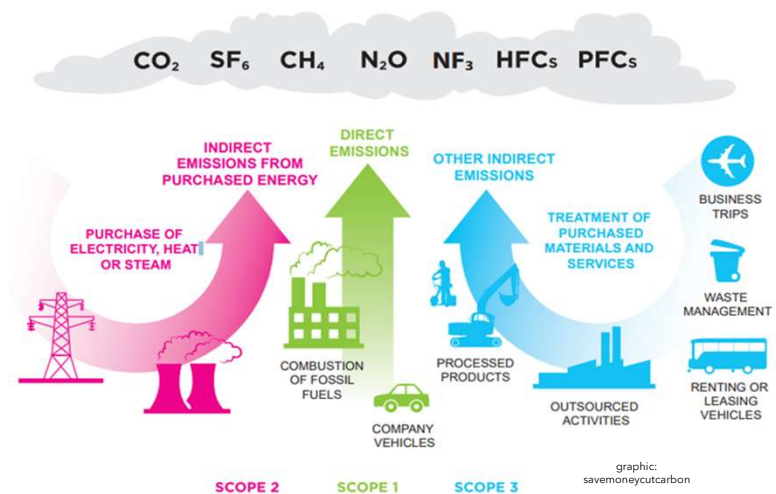 CO₂ SF₆ CH₄ N₂O NF₃ HFCs PFCs
INDIRECT
EMISSIONS FROM
PURCHASED ENERGY
DIRECT
EMISSIONS
OTHER INDIRECT
EMISSIONS
PURCHASE OF
ELECTRICITY, HEAT
OR STEAM
TREATMENT OF
PURCHASED
MATERIALS AND
SERVICES
BUSINESS
TRIPS
WASTE
MANAGEMENT
RENTING OR
LEASING
VEHICLES
COMBUSTION
OF FOSSIL
FUELS
COMPANY
VEHICLES
PROCESSED
PRODUCTS
OUTSOURCED
ACTIVITIES
SCOPE 2 SCOPE 1 SCOPE 3
graphic:
savemoneycutcarbon